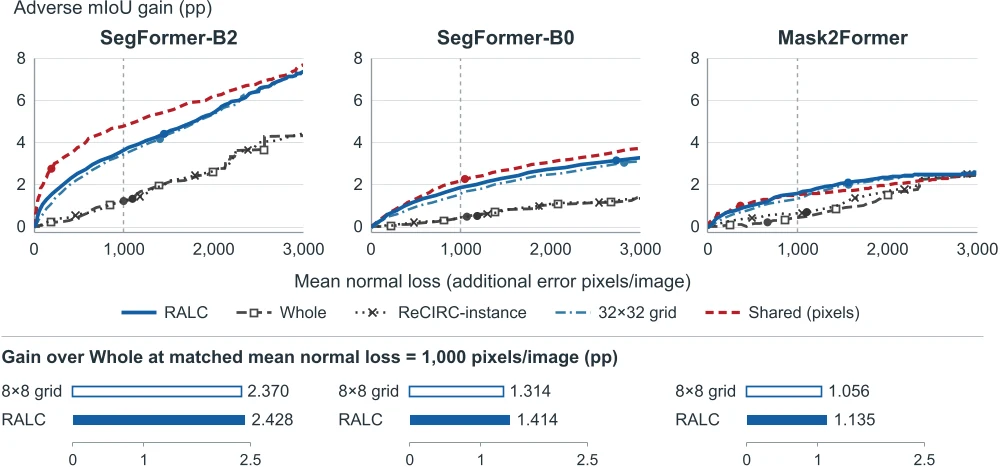 Adverse mIoU gain (pp)
SegFormer-B2 SegFormer-B0 Mask2Former
8 8 8
6 6 6
4 4 4
2 2 2
0 0 0
0 1,000 2,000 3,000 0 1,000 2,000 3,000 0 1,000 2,000 3,000
Mean normal loss (additional error pixels/image)
RALC Whole ReCIRC-instance 32×32 grid Shared (pixels)
Gain over Whole at matched mean normal loss = 1,000 pixels/image (pp)
8×8 grid 2.370 8×8 grid 1.314 8×8 grid 1.056
RALC 2.428 RALC 1.414 RALC 1.135
0 1 2.5 0 1 2.5 0 1 2.5